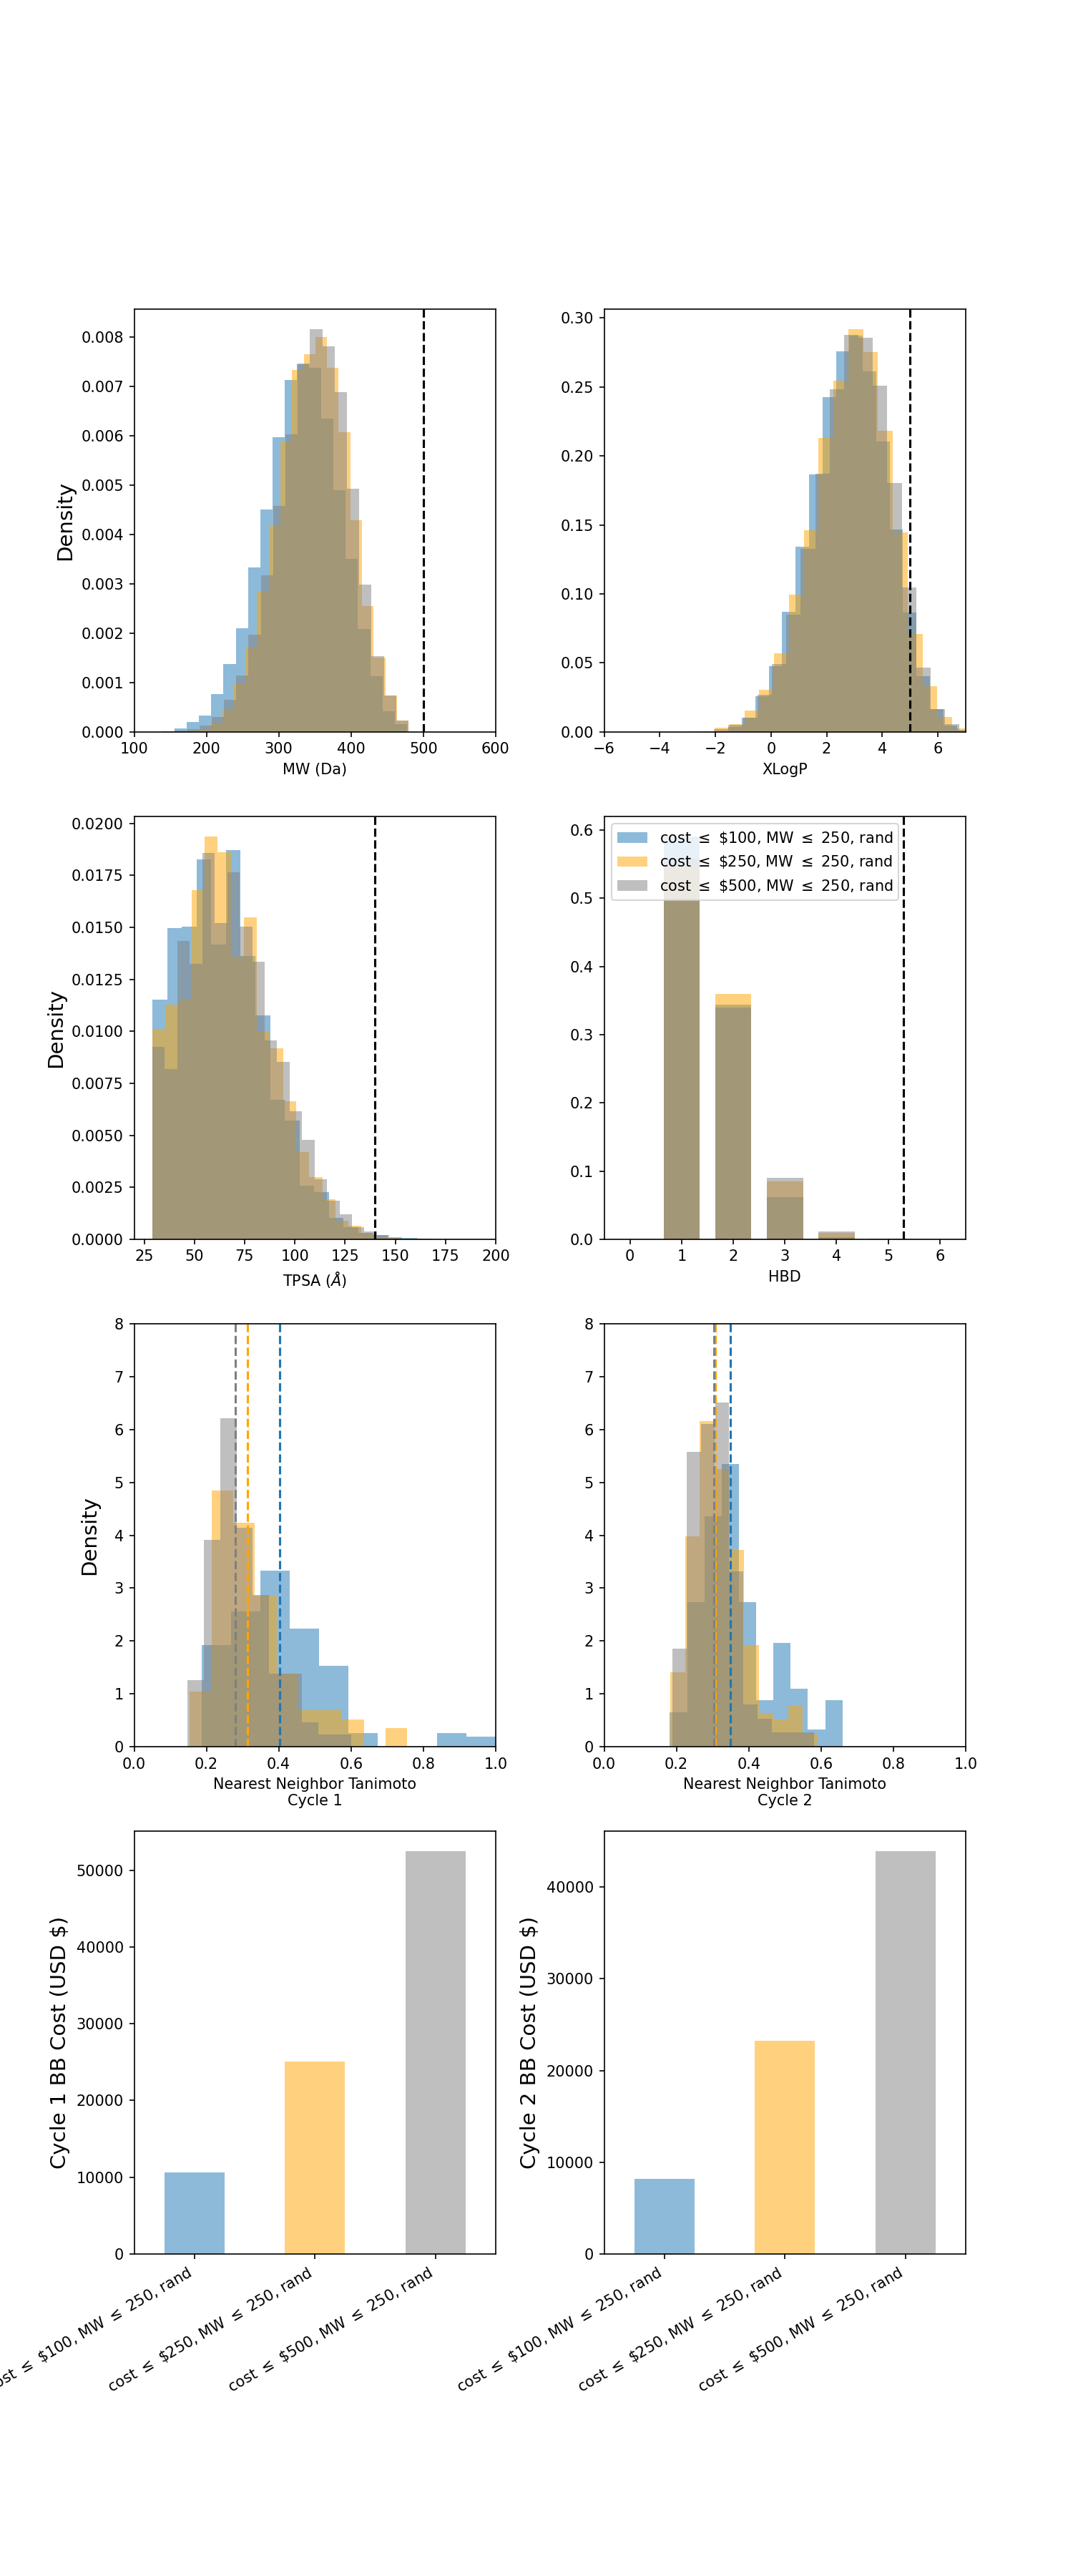 0.008
0.007
0.006
0.005
0.004
0.003
0.002
0.001
0.000
Density
100 200 300 400 500 600
MW (Da)
0.30
0.25
0.20
0.15
0.10
0.05
0.00
−6 −4 −2 0 2 4 6
XLogP
0.0200
0.0175
0.0150
0.0125
0.0100
0.0075
0.0050
0.0025
0.0000
Density
25 50 75 100 125 150 175 200
TPSA (Å)
0.6
0.5
0.4
0.3
0.2
0.1
0.0
cost ≤ $100, MW ≤ 250, rand
cost ≤ $250, MW ≤ 250, rand
cost ≤ $500, MW ≤ 250, rand
0 1 2 3 4 5 6
HBD
8
7
6
5
4
3
2
1
0
Density
0.0 0.2 0.4 0.6 0.8 1.0
Nearest Neighbor Tanimoto
Cycle 1
8
7
6
5
4
3
2
1
0
0.0 0.2 0.4 0.6 0.8 1.0
Nearest Neighbor Tanimoto
Cycle 2
50000
40000
30000
20000
10000
0
Cycle 1 BB Cost (USD $)
ost ≤ $100, MW ≤ 250, rand
cost ≤ $250, MW ≤ 250, rand
cost ≤ $500, MW ≤ 250, rand
40000
30000
20000
10000
0
Cycle 2 BB Cost (USD $)
cost ≤ $100, MW ≤ 250, rand
cost ≤ $250, MW ≤ 250, rand
cost ≤ $500, MW ≤ 250, rand